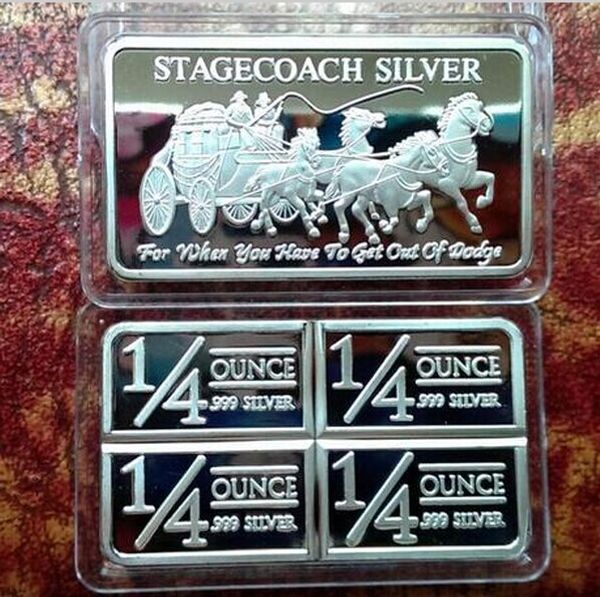 STAGECOACH SILVER
For When You Have To Get Out Of Dodge
1/4 OUNCE
.999 SILVER
1/4 OUNCE
.999 SILVER
1/4 OUNCE
.999 SILVER
1/4 OUNCE
.999 SILVER